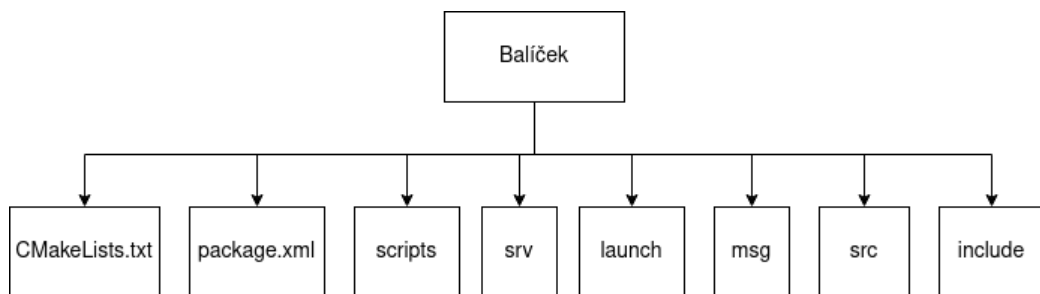 Balíček
CMakeLists.txt
package.xml
scripts
srv
launch
msg
src
include